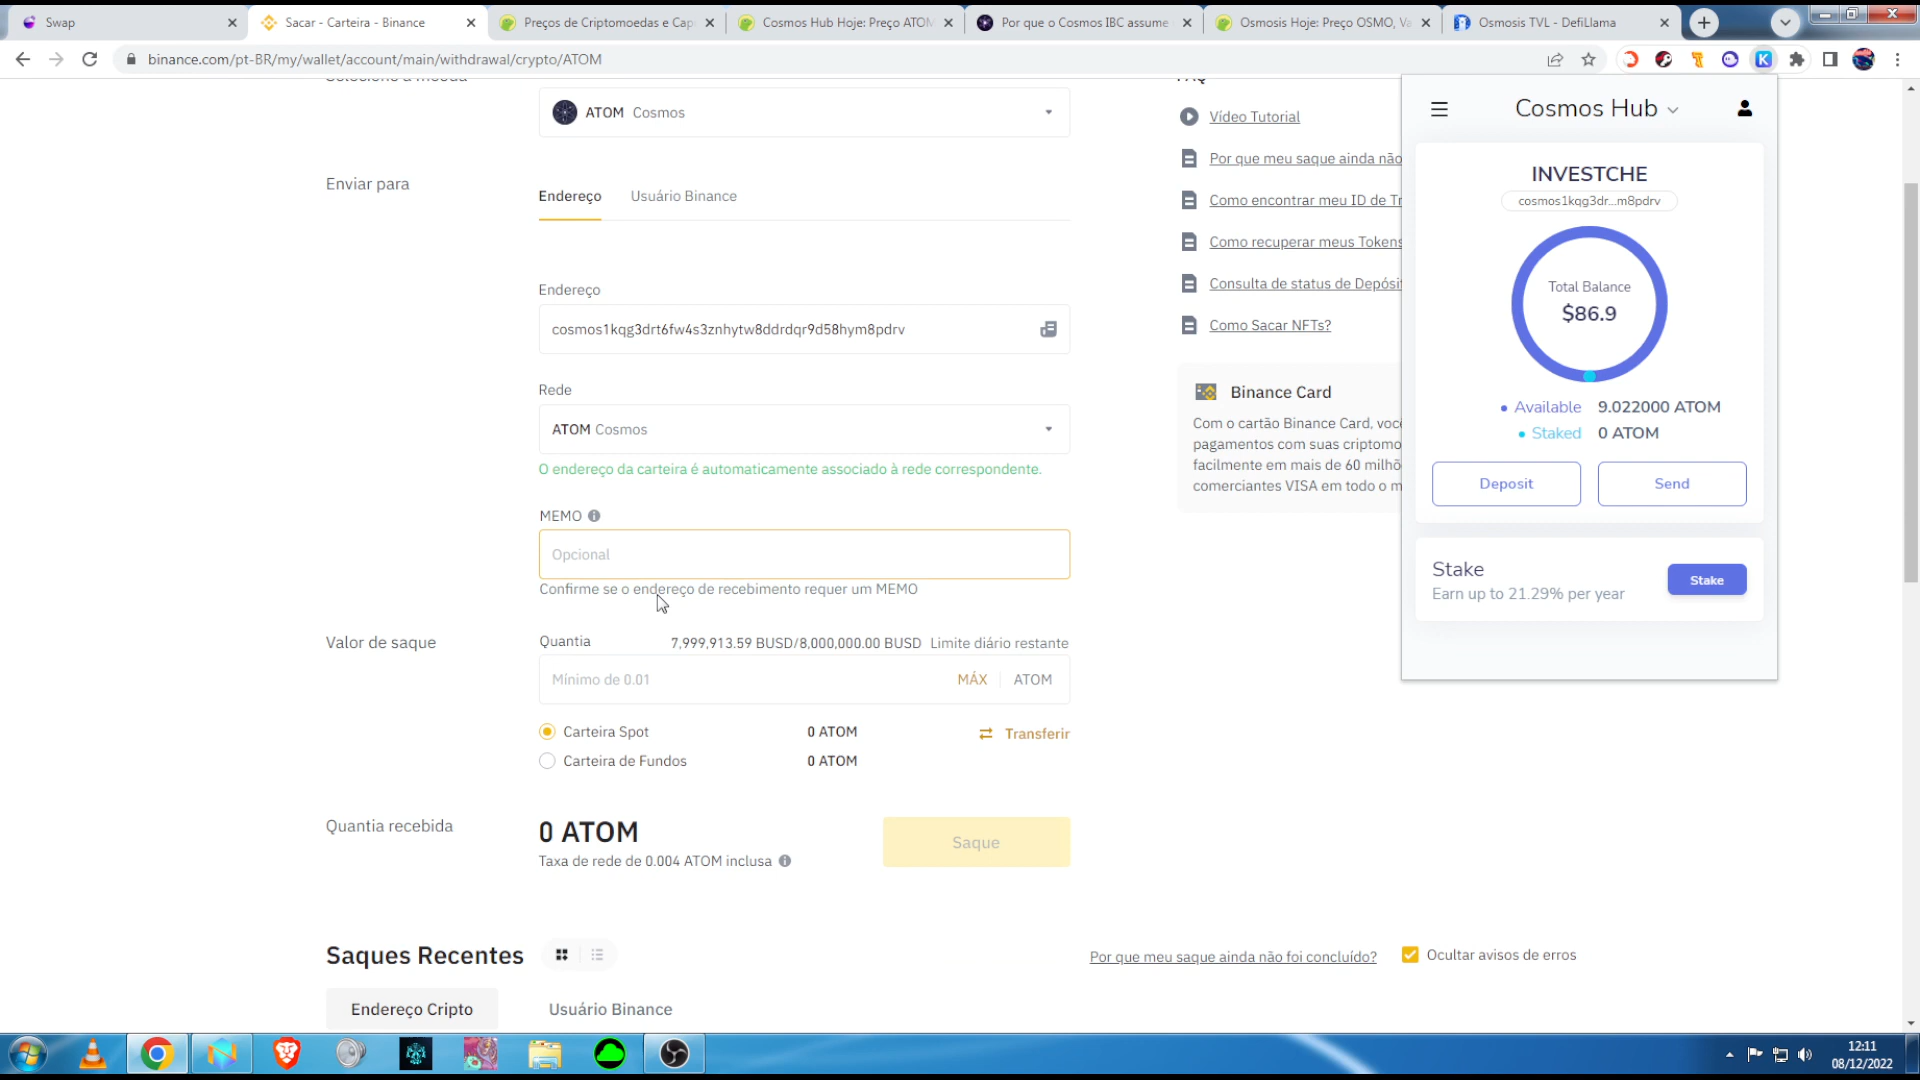 Swap
Sacar - Carteira - Binance
Preços de Criptomoedas e Cap
Cosmos Hub Hoje: Preço ATOM
Por que o Cosmos IBC assume
Osmosis Hoje: Preço OSMO, Va
Osmosis TVL - DefiLlama
binance.com/pt-BR/my/wallet/account/main/withdrawal/crypto/ATOM
Selecione a moeda
ATOM Cosmos
Enviar para
Endereço
Usuário Binance
Endereço
cosmos1kqg3drt6fw4s3znhytw8ddrdqr9d58hym8pdrv
Rede
ATOM Cosmos
O endereço da carteira é automaticamente associado à rede correspondente.
MEMO
Opcional
Confirme se o endereço de recebimento requer um MEMO
Valor de saque
Quantia
7,999,913.59 BUSD/8,000,000.00 BUSD Limite diário restante
Mínimo de 0.01
MÁX
ATOM
Carteira Spot
0 ATOM
Transferir
Carteira de Fundos
0 ATOM
Quantia recebida
0 ATOM
Taxa de rede de 0.004 ATOM inclusa
Saque
FAQ
Vídeo Tutorial
Por que meu saque ainda não
Como encontrar meu ID de Tr
Como recuperar meus Tokens
Consulta de status de Depósi
Como Sacar NFTs?
Binance Card
Com o cartão Binance Card, você
pagamentos com suas criptomo
facilmente em mais de 60 milhõ
comerciantes VISA em todo o m
K
Cosmos Hub
INVESTCHE
cosmos1kqg3dr...m8pdrv
Total Balance
$86.9
Available 9.022000 ATOM
Staked 0 ATOM
Deposit
Send
Stake
Earn up to 21.29% per year
Stake
Saques Recentes
Por que meu saque ainda não foi concluído?
Ocultar avisos de erros
Endereço Cripto
Usuário Binance
12:11
08/12/2022